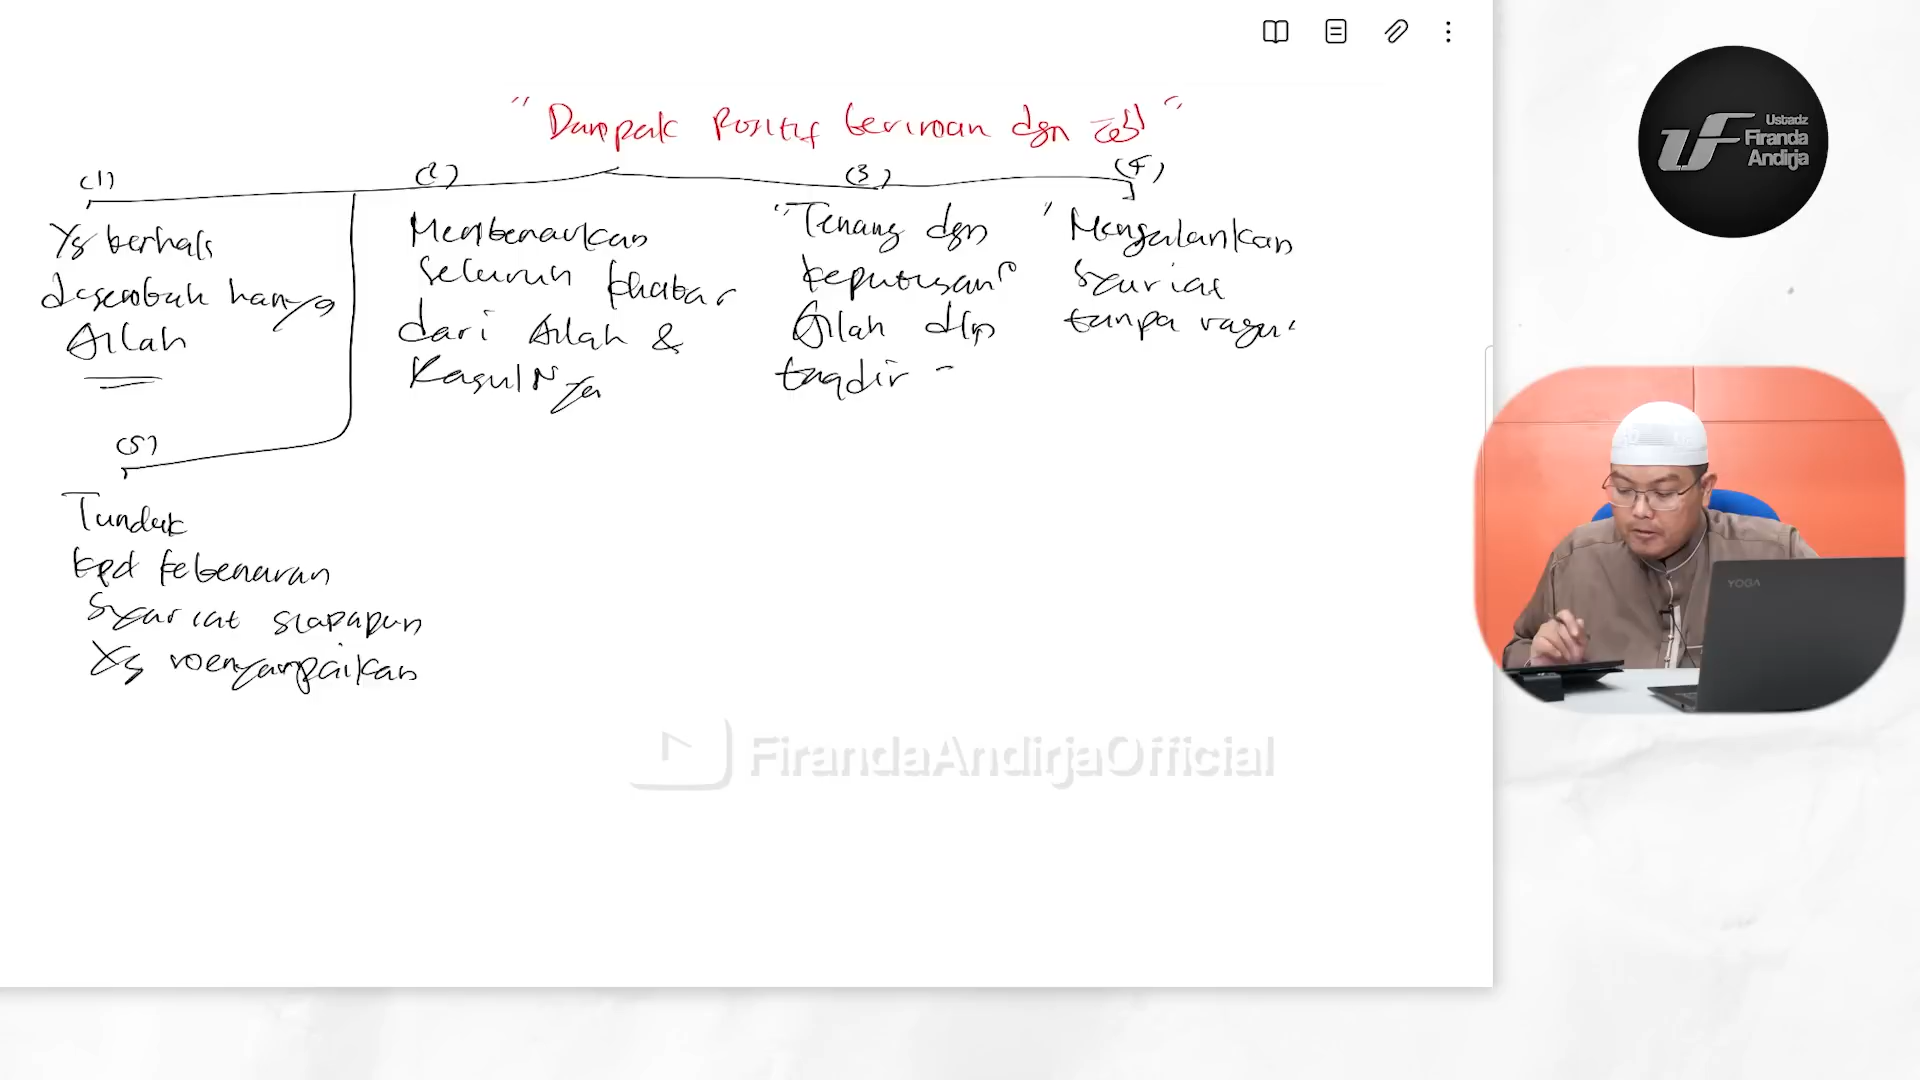 "Dampak Positif beriman dgn الحق"
(1)
Yg berhak
disembah hanya
Allah
(2)
Membenarkan
seluruh khabar
dari Allah &
RasulNya
(3)
"Tenang dgn
keputusan"
Allah dlm
taqdir -
(4)
"Menjalankan
syariat
tanpa ragu"
(5)
Tunduk
kpd kebenaran
syariat siapapun
Yg menyampaikan
Ustadz
Firanda
Andirja
YOGA
FirandaAndirjaOfficial